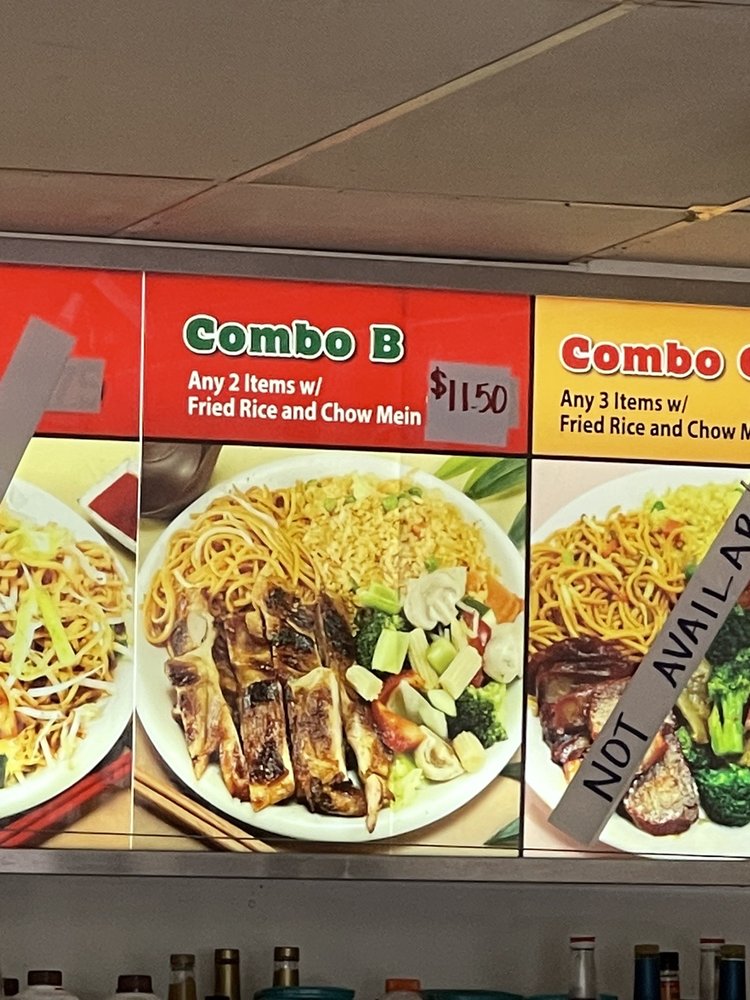 Combo B
Any 2 Items w/
Fried Rice and Chow Mein
$11.50
Combo
Any 3 Items w/
Fried Rice and Chow
NOT